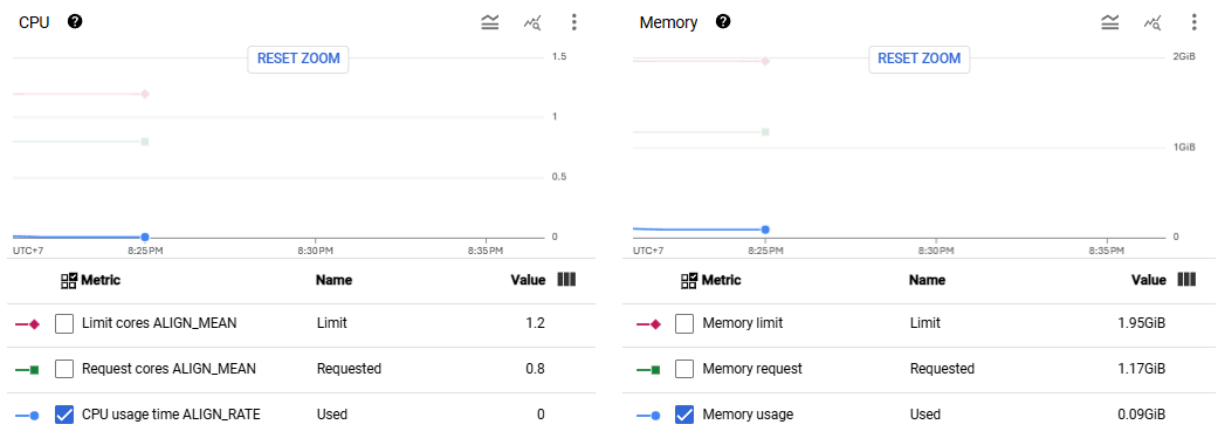 CPU
RESET ZOOM
1.5
1
0.5
0
UTC+7 8:25 PM 8:30 PM 8:35 PM
Metric Name Value
Limit cores ALIGN_MEAN Limit 1.2
Request cores ALIGN_MEAN Requested 0.8
CPU usage time ALIGN_RATE Used 0
Memory
RESET ZOOM
2GiB
1GiB
0
UTC+7 8:25 PM 8:30 PM 8:35 PM
Metric Name Value
Memory limit Limit 1.95GiB
Memory request Requested 1.17GiB
Memory usage Used 0.09GiB